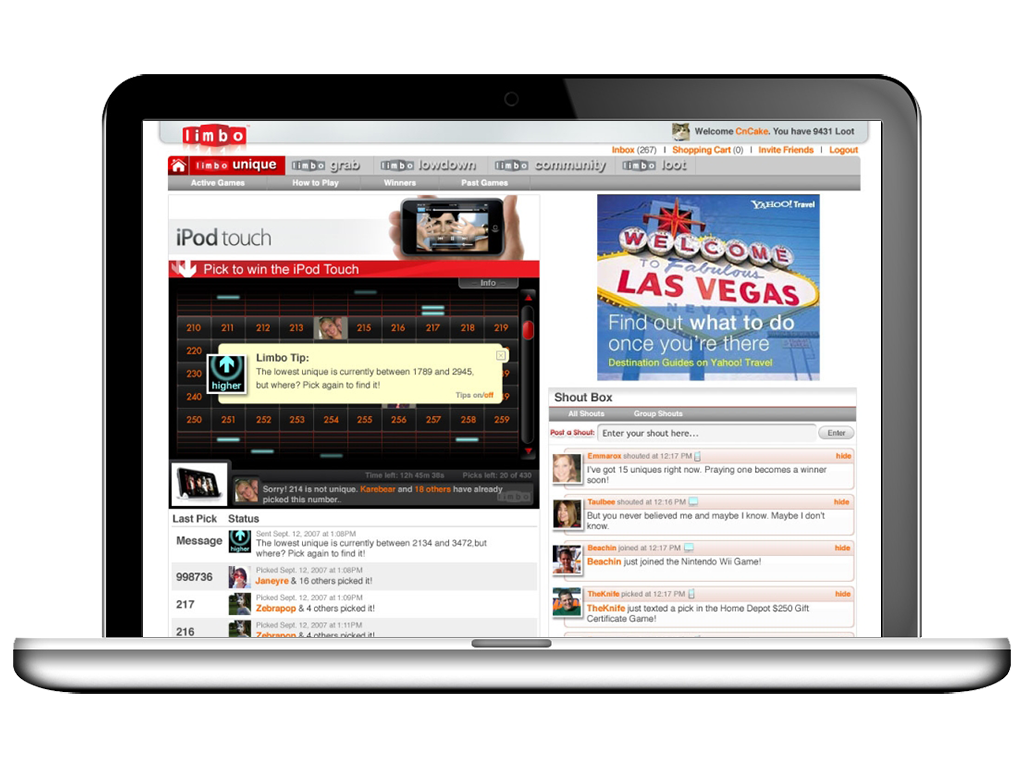 limbo
Welcome CnCake. You have 9431 Loot
Inbox (267) | Shopping Cart (0) | Invite Friends | Logout
limbo unique limbo grab limbo lowdown limbo community limbo loot
Active Games How to Play Winners Past Games
iPod touch
Pick to win the iPod Touch
Info
210 211 212 213 215 216 217 218 219
220
230
240
Limbo Tip:
The lowest unique is currently between 1789 and 2945,
but where? Pick again to find it!
Tips on/off
higher
250 251 252 253 254 255 256 257 258 259
Time left: 12h 45m 38s Picks left: 20 of 430
Sorry! 214 is not unique. Karebear and 18 others have already
picked this number..
limbo
Last Pick Status
Message
higher
Sent Sept. 12, 2007 at 1:08PM
The lowest unique is currently between 2134 and 3472,but
where? Pick again to find it!
998736
Picked Sept. 12, 2007 at 1:08PM
Janeyre & 16 others picked it!
217
Picked Sept. 12, 2007 at 1:09PM
Zebrapop & 4 others picked it!
216
Picked Sept. 12, 2007 at 1:11PM
Zebrapop & 4 others picked it!
YAHOO! Travel
WELCOME
TO Fabulous
LAS VEGAS
NEVADA
Find out what to do
once you're there
Destination Guides on Yahoo! Travel
Shout Box
All Shouts Group Shouts
Post a Shout: Enter your shout here... Enter
Emmarox shouted at 12:17 PM hide
I've got 15 uniques right now. Praying one becomes a winner
soon!
Taulbee shouted at 12:16 PM hide
But you never believed me and maybe I know. Maybe I don't
know.
Beachin joined at 12:17 PM hide
Beachin just joined the Nintendo Wii Game!
TheKnife picked at 12:17 PM hide
TheKnife just texted a pick in the Home Depot $250 Gift
Certificate Game!